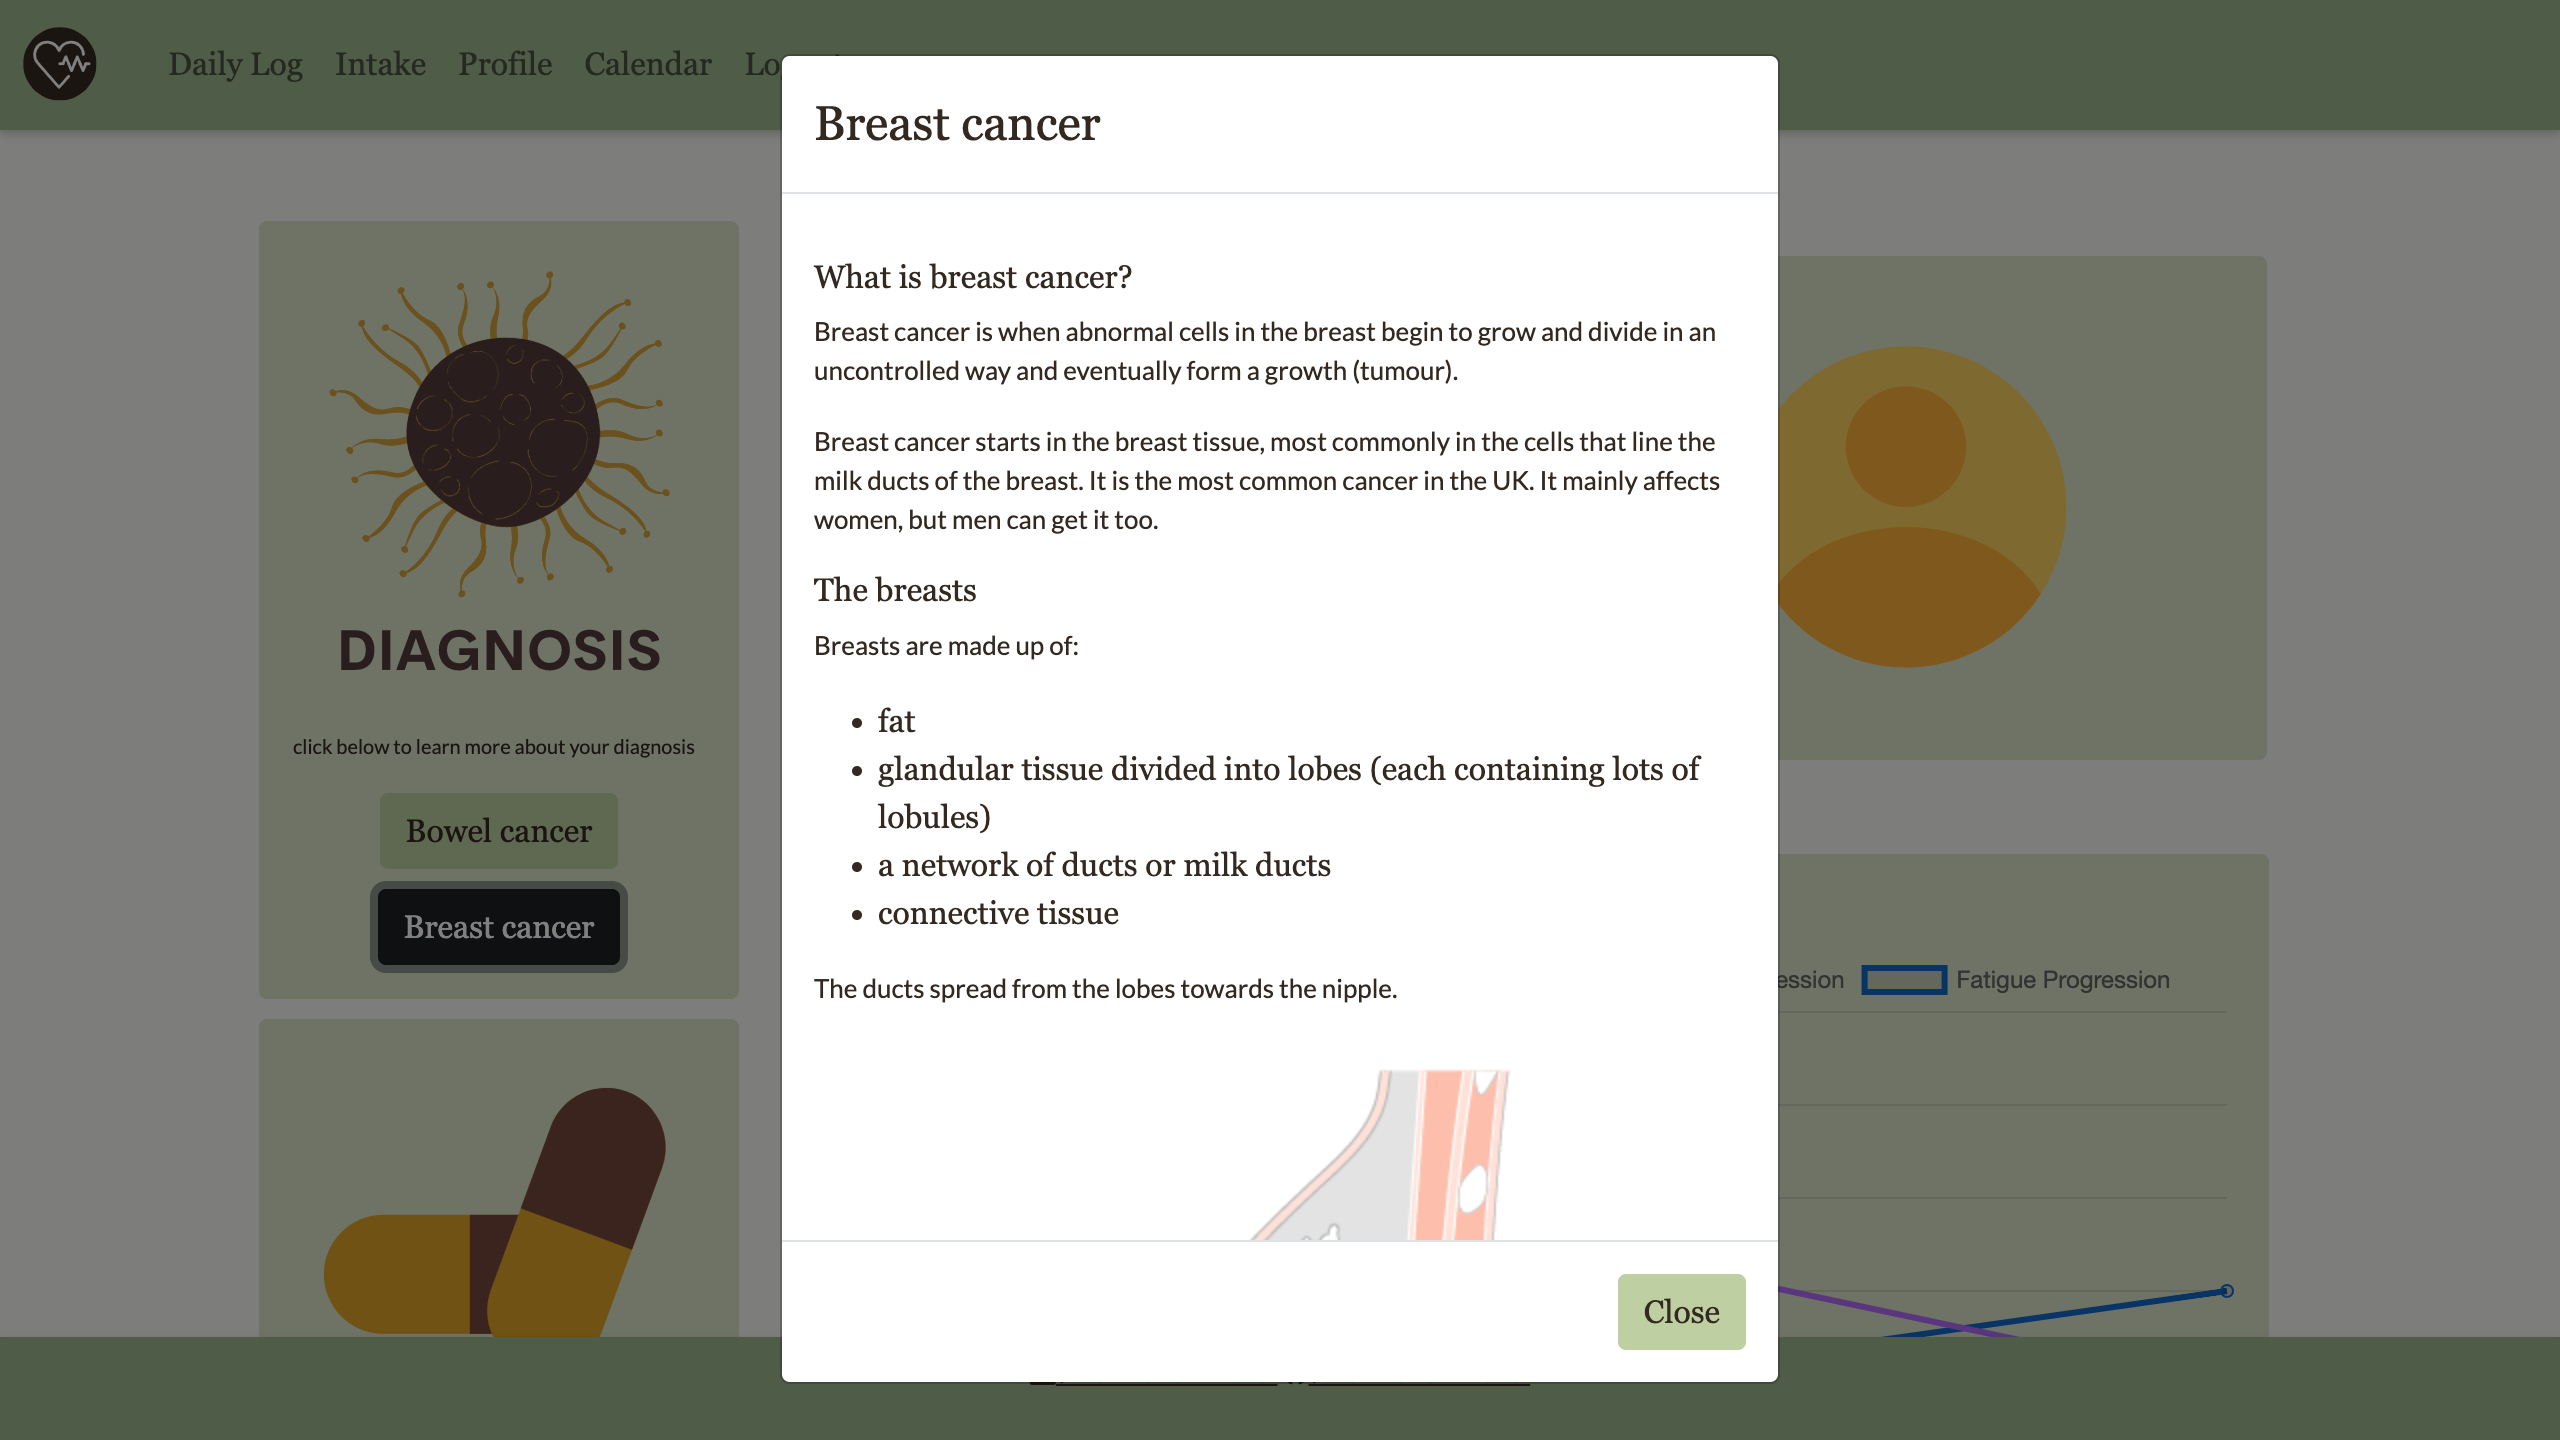 Daily Log Intake Profile Calendar
Breast cancer
What is breast cancer?
Breast cancer is when abnormal cells in the breast begin to grow and divide in an
uncontrolled way and eventually form a growth (tumour).
Breast cancer starts in the breast tissue, most commonly in the cells that line the
milk ducts of the breast. It is the most common cancer in the UK. It mainly affects
women, but men can get it too.
The breasts
Breasts are made up of:
• fat
• glandular tissue divided into lobes (each containing lots of
lobules)
• a network of ducts or milk ducts
• connective tissue
The ducts spread from the lobes towards the nipple.
Close
DIAGNOSIS
click below to learn more about your diagnosis
Bowel cancer
Breast cancer
Fatigue Progression